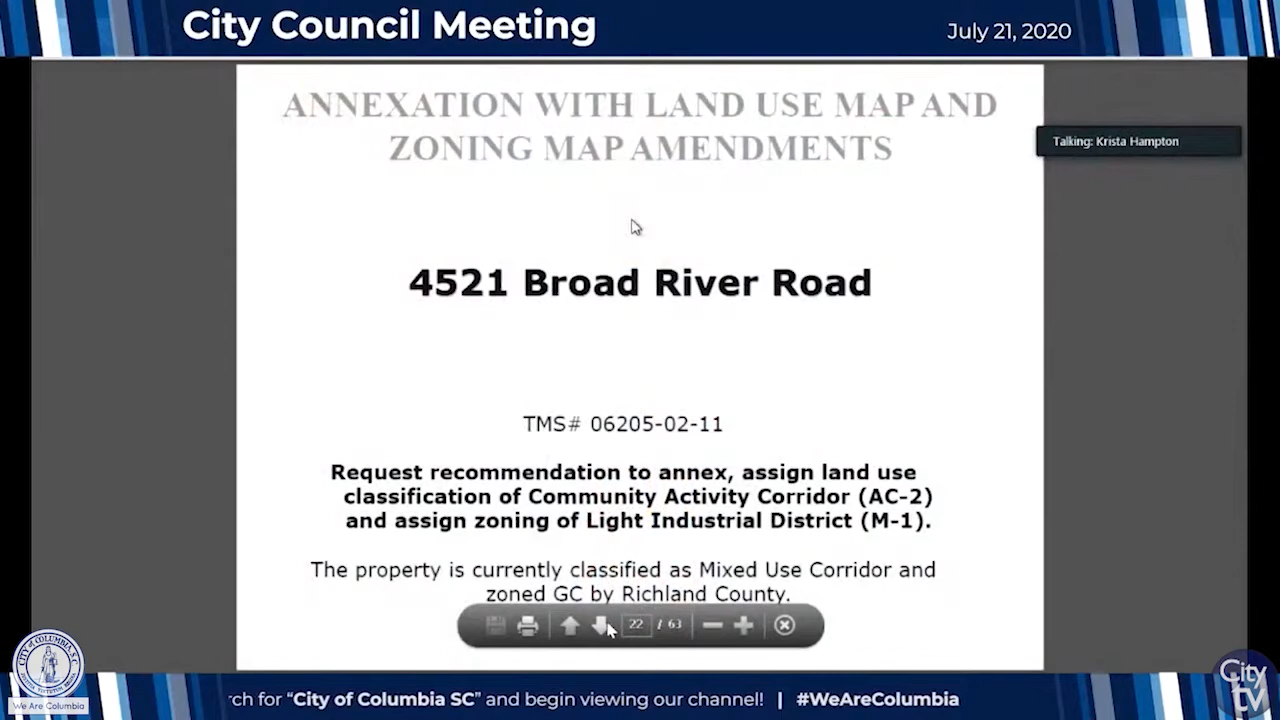 City Council Meeting
July 21, 2020
ANNEXATION WITH LAND USE MAP AND
ZONING MAP AMENDMENTS
Talking: Krista Hampton
4521 Broad River Road
TMS# 06205-02-11
Request recommendation to annex, assign land use
classification of Community Activity Corridor (AC-2)
and assign zoning of Light Industrial District (M-1).
The property is currently classified as Mixed Use Corridor and
zoned GC by Richland County.
22 / 63
We Are Columbia
rch for “City of Columbia SC” and begin viewing our channel! | #WeAreColumbia
City
TV